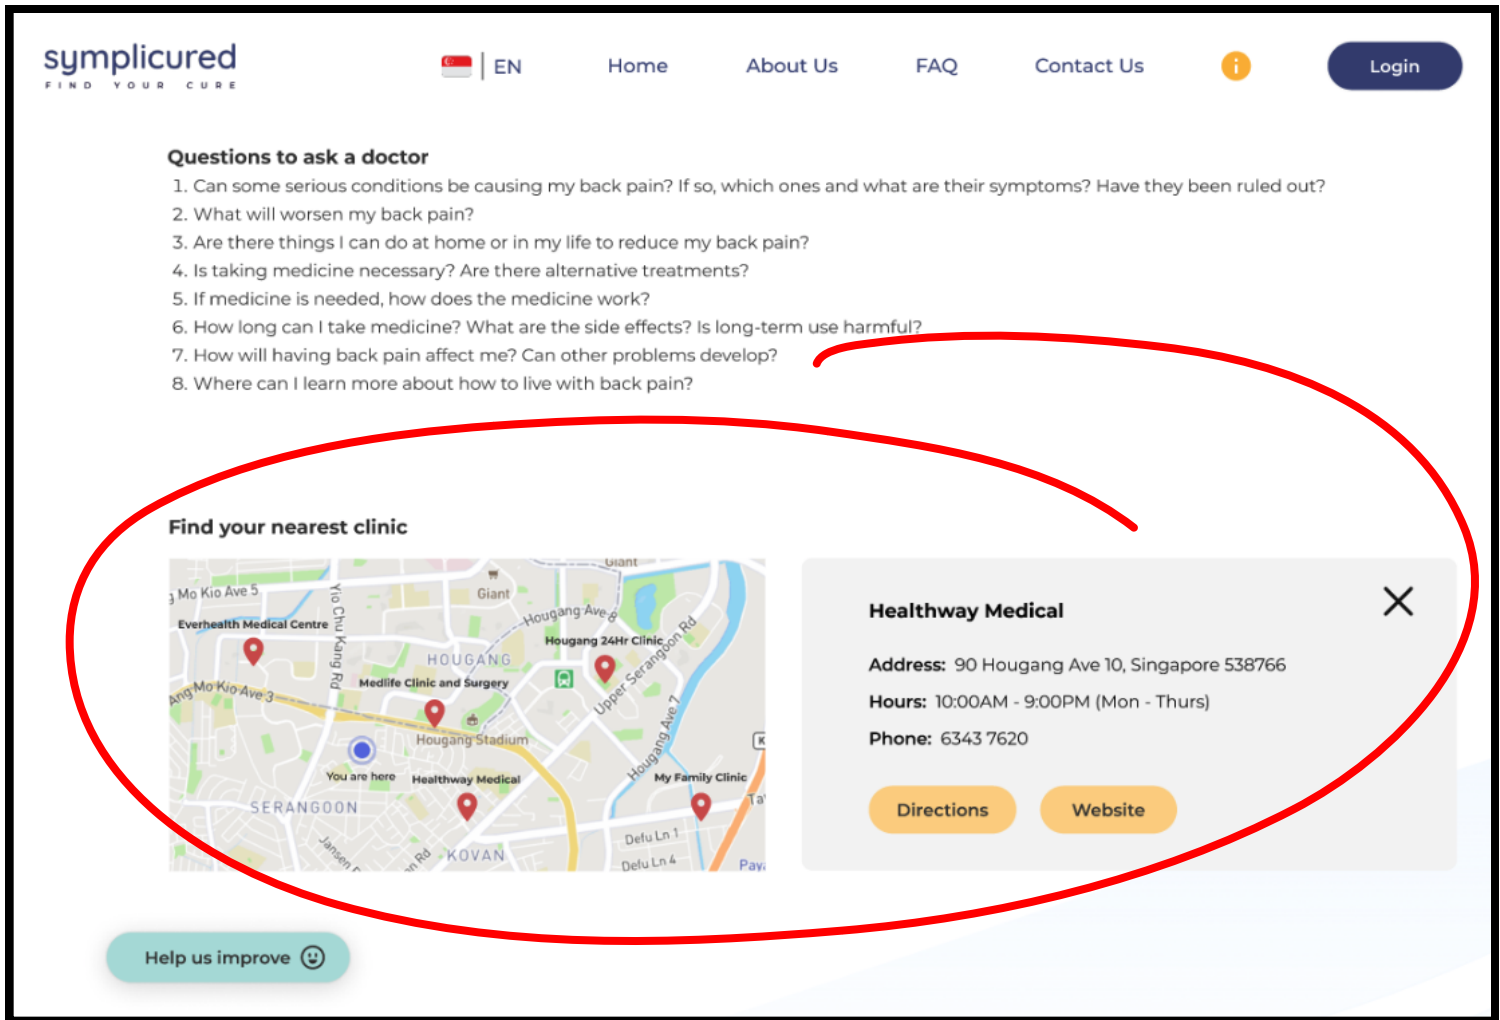 symplicured
FIND YOUR CURE
EN
Home
About Us
FAQ
Contact Us
i
Login
Questions to ask a doctor
1. Can some serious conditions be causing my back pain? If so, which ones and what are their symptoms? Have they been ruled out?
2. What will worsen my back pain?
3. Are there things I can do at home or in my life to reduce my back pain?
4. Is taking medicine necessary? Are there alternative treatments?
5. If medicine is needed, how does the medicine work?
6. How long can I take medicine? What are the side effects? Is long-term use harmful?
7. How will having back pain affect me? Can other problems develop?
8. Where can I learn more about how to live with back pain?
Find your nearest clinic
Giant
g Mo Kio Ave 5
Giant
Everhealth Medical Centre
Yio Chu Kang Rd
Hougang Ave 8
Hougang 24Hr Clinic
HOUGANG
Upper Serangoon Rd
Medlife Clinic and Surgery
Ang Mo Kio Ave 3
Hougang Stadium
Hougang Ave 7
K
You are here
Healthway Medical
My Family Clinic
SERANGOON
Ta
Defu Ln 1
Jansen
on Rd
KOVAN
Defu Ln 4
Paya
Healthway Medical
Address: 90 Hougang Ave 10, Singapore 538766
Hours: 10:00AM - 9:00PM (Mon - Thurs)
Phone: 6343 7620
Directions
Website
Help us improve